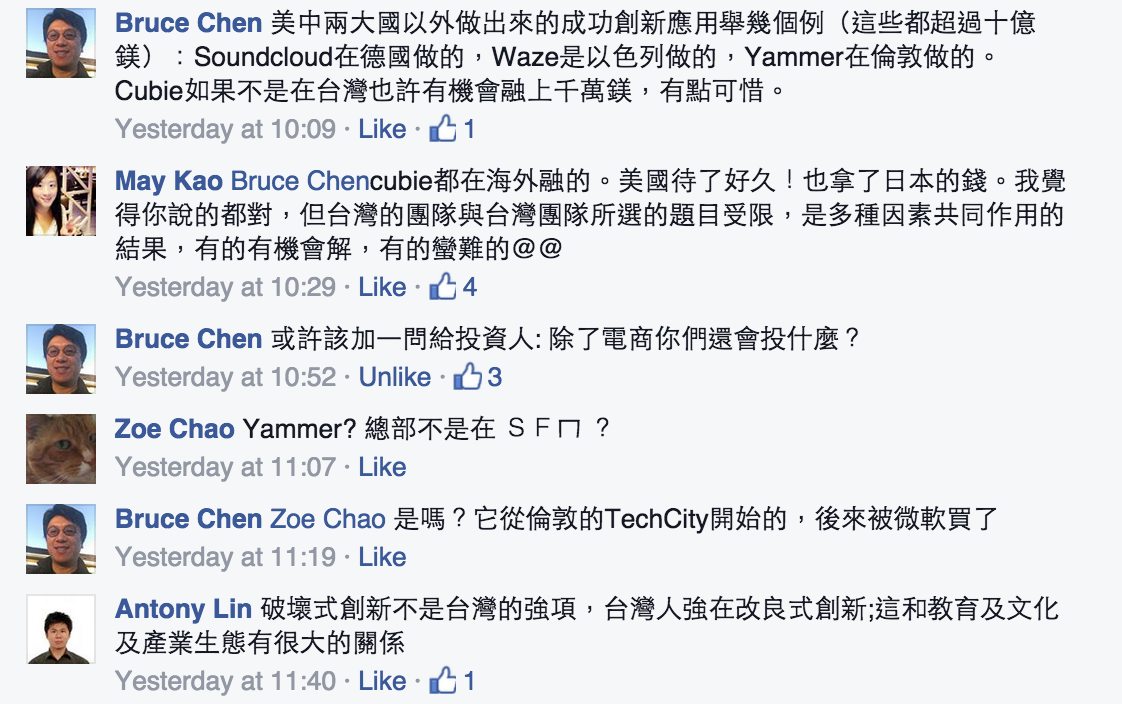 Bruce Chen 美中兩大國以外做出來的成功創新應用舉幾個例（這些都超過十億
鎂）：Soundcloud在德國做的，Waze是以色列做的，Yammer在倫敦做的。
Cubie如果不是在台灣也許有機會融上千萬鎂，有點可惜。
Yesterday at 10:09 · Like · 1
May Kao Bruce Chencubie都在海外融的。美國待了好久！也拿了日本的錢。我覺
得你說的都對，但台灣的團隊與台灣團隊所選的題目受限，是多種因素共同作用的
結果，有的有機會解，有的蠻難的@@
Yesterday at 10:29 · Like · 4
Bruce Chen 或許該加一問給投資人: 除了電商你們還會投什麼？
Yesterday at 10:52 · Unlike · 3
Zoe Chao Yammer? 總部不是在 ＳＦㄇ ？
Yesterday at 11:07 · Like
Bruce Chen Zoe Chao 是嗎？它從倫敦的TechCity開始的，後來被微軟買了
Yesterday at 11:19 · Like
Antony Lin 破壞式創新不是台灣的強項，台灣人強在改良式創新;這和教育及文化
及產業生態有很大的關係
Yesterday at 11:40 · Like · 1